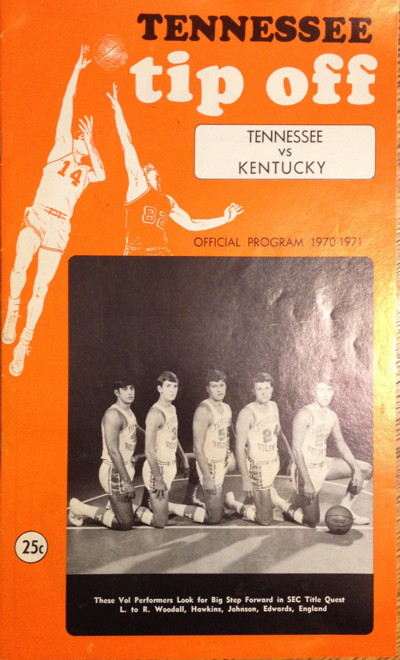 TENNESSEE
tip off
TENNESSEE
VS
KENTUCKY
OFFICIAL PROGRAM 1970-1971
14
82
25c
These Vol Performers Look for Big Step Forward in SEC Title Quest
L. to R. Woodall, Hawkins, Johnson, Edwards, England